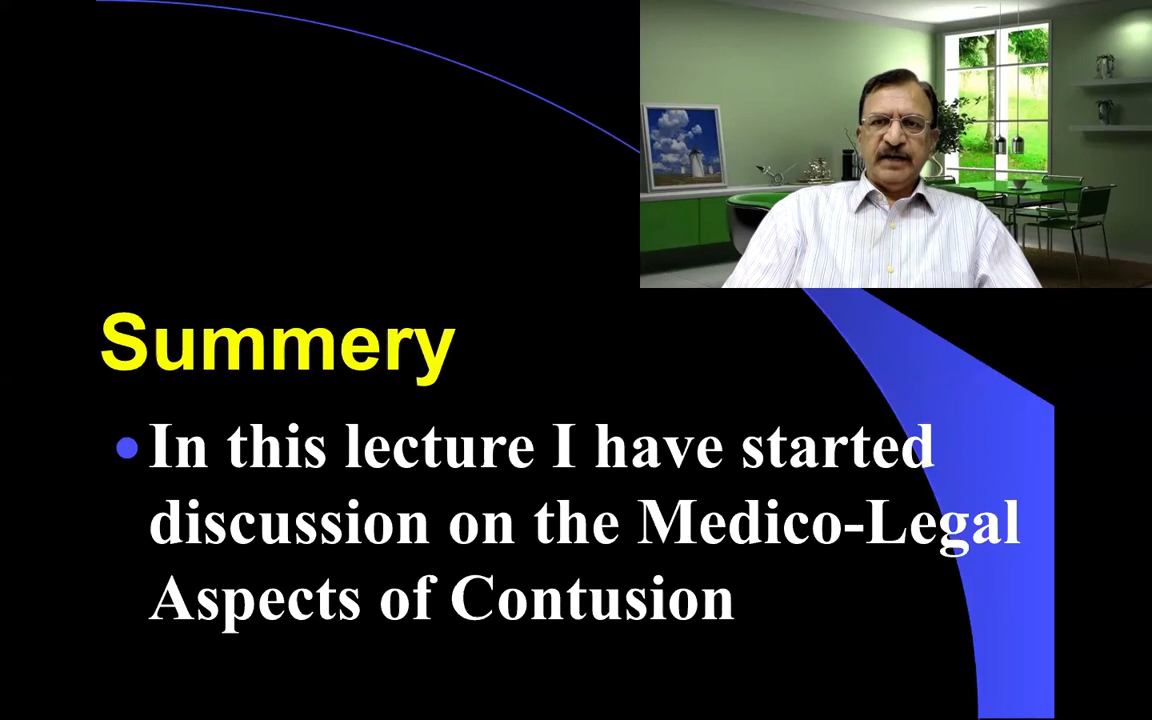 Summery
In this lecture I have started
discussion on the Medico-Legal
Aspects of Contusion